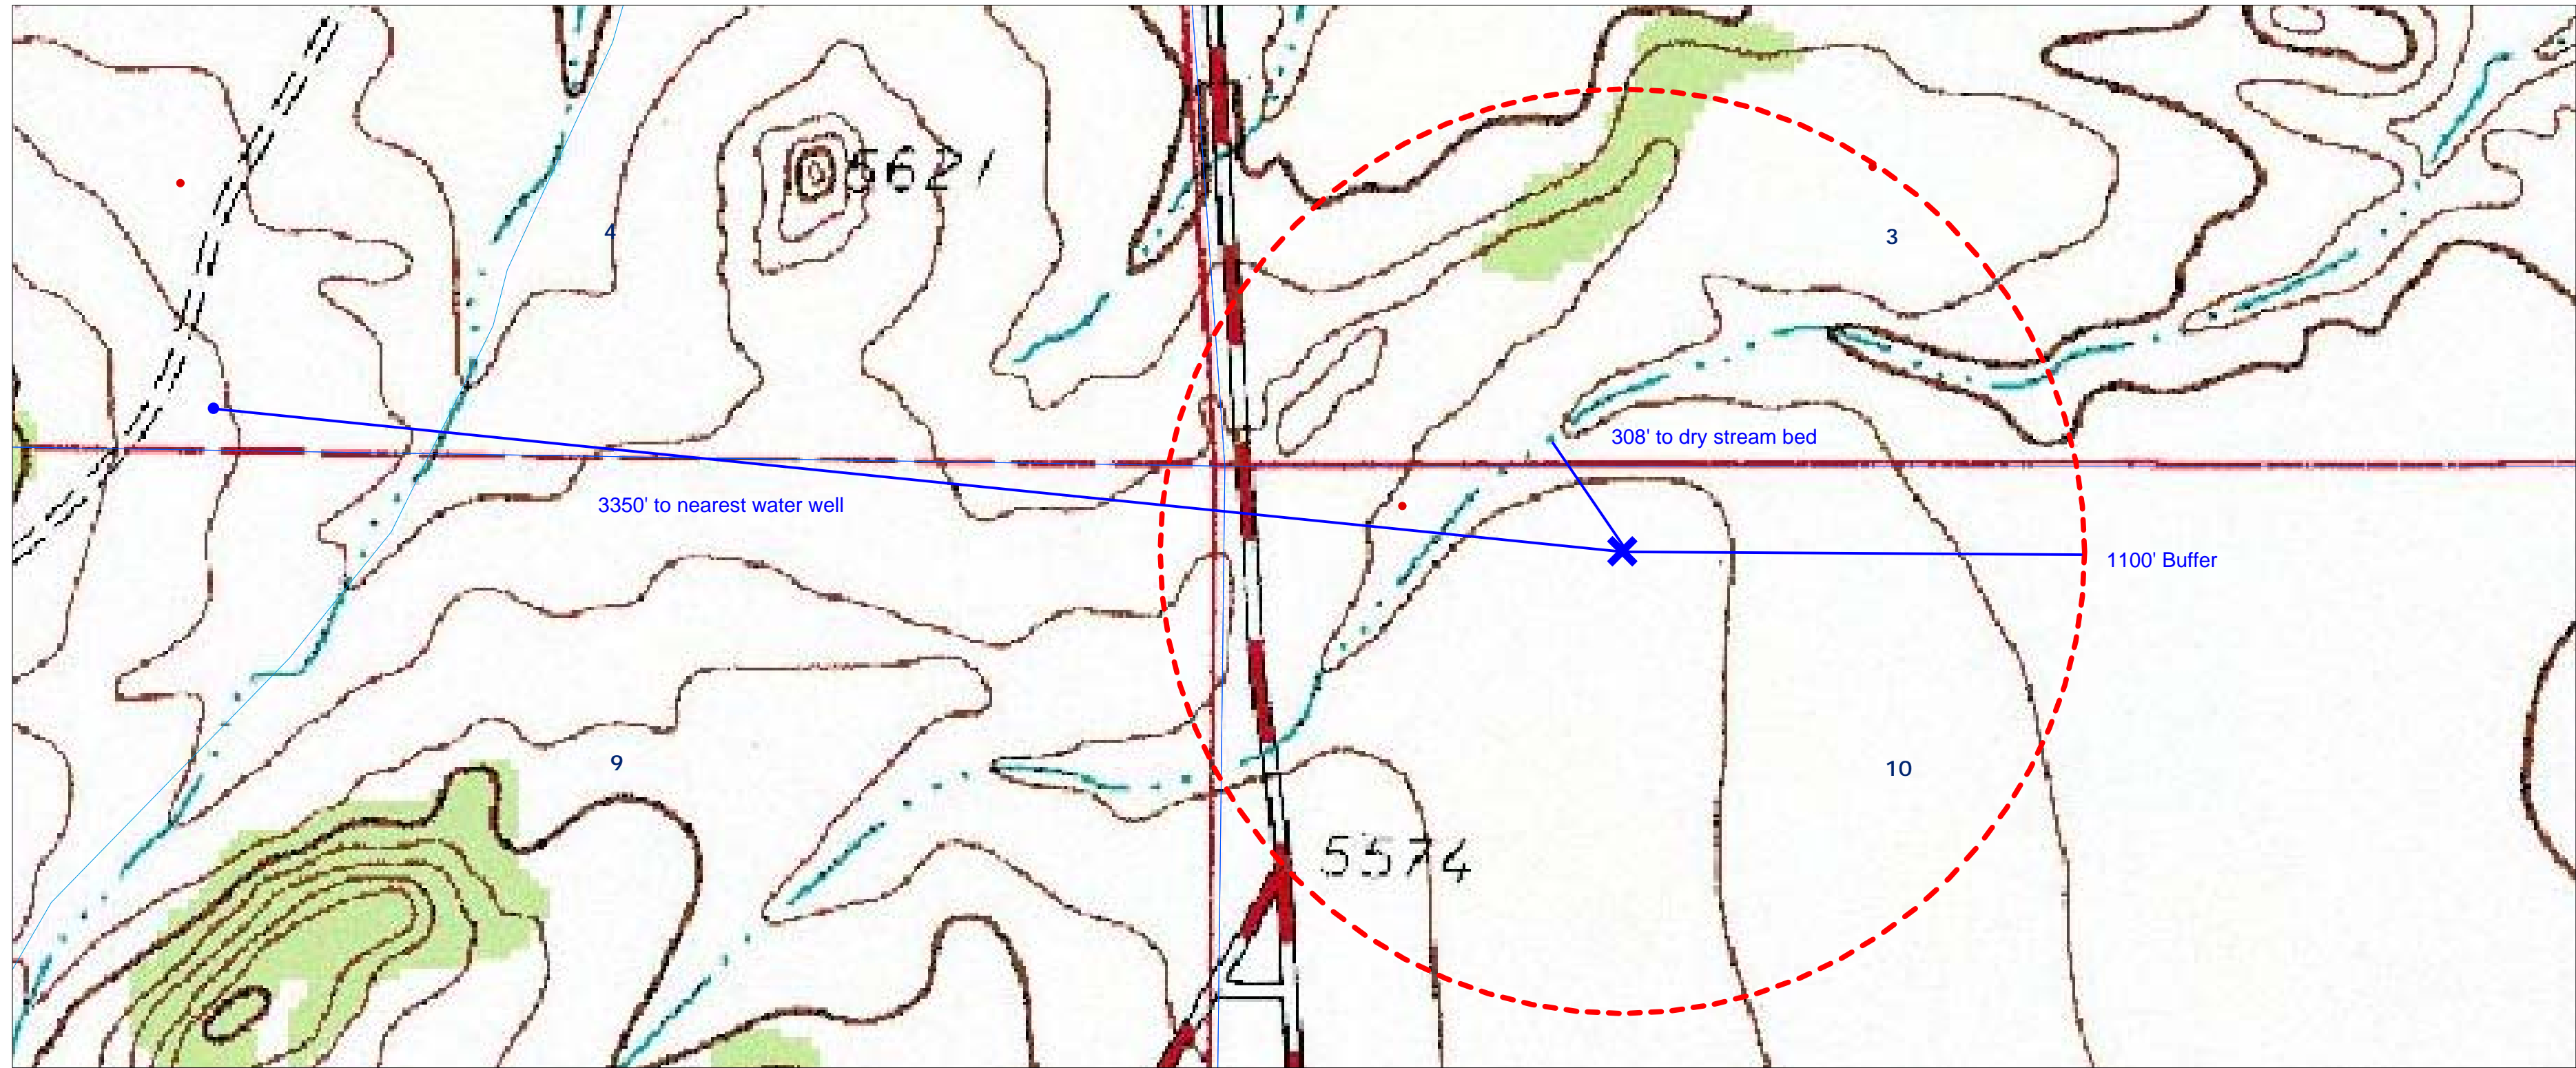 5621
4
3
308' to dry stream bed
3350' to nearest water well
1100' Buffer
9
10
5574